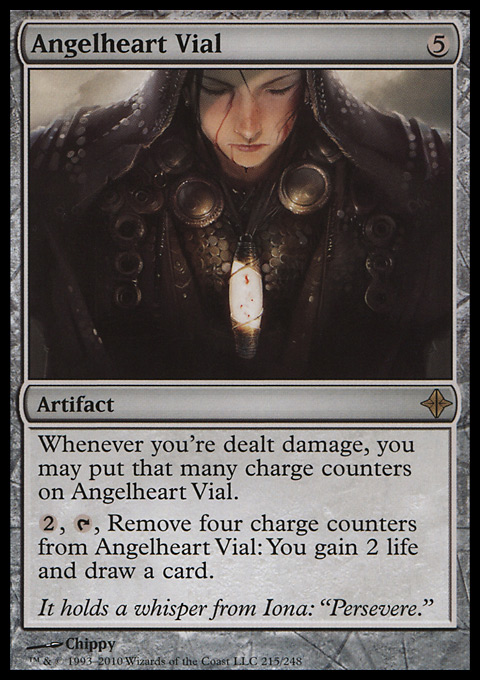 Angelheart Vial 5
Artifact
Whenever you're dealt damage, you
may put that many charge counters
on Angelheart Vial.
2, , Remove four charge counters
from Angelheart Vial: You gain 2 life
and draw a card.
It holds a whisper from Iona: “Persevere.”
Chippy
™ & © 1993–2010 Wizards of the Coast LLC 215/248